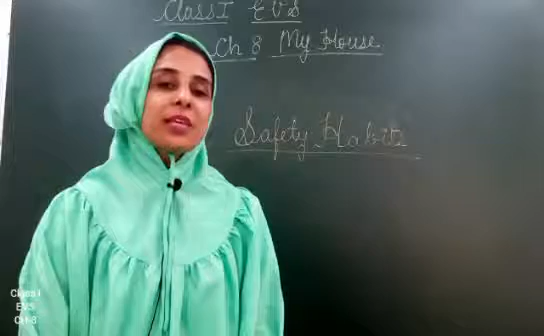 Class I EVS
Ch 8 My House
Safety Habits
Class I
EVS
CH-8